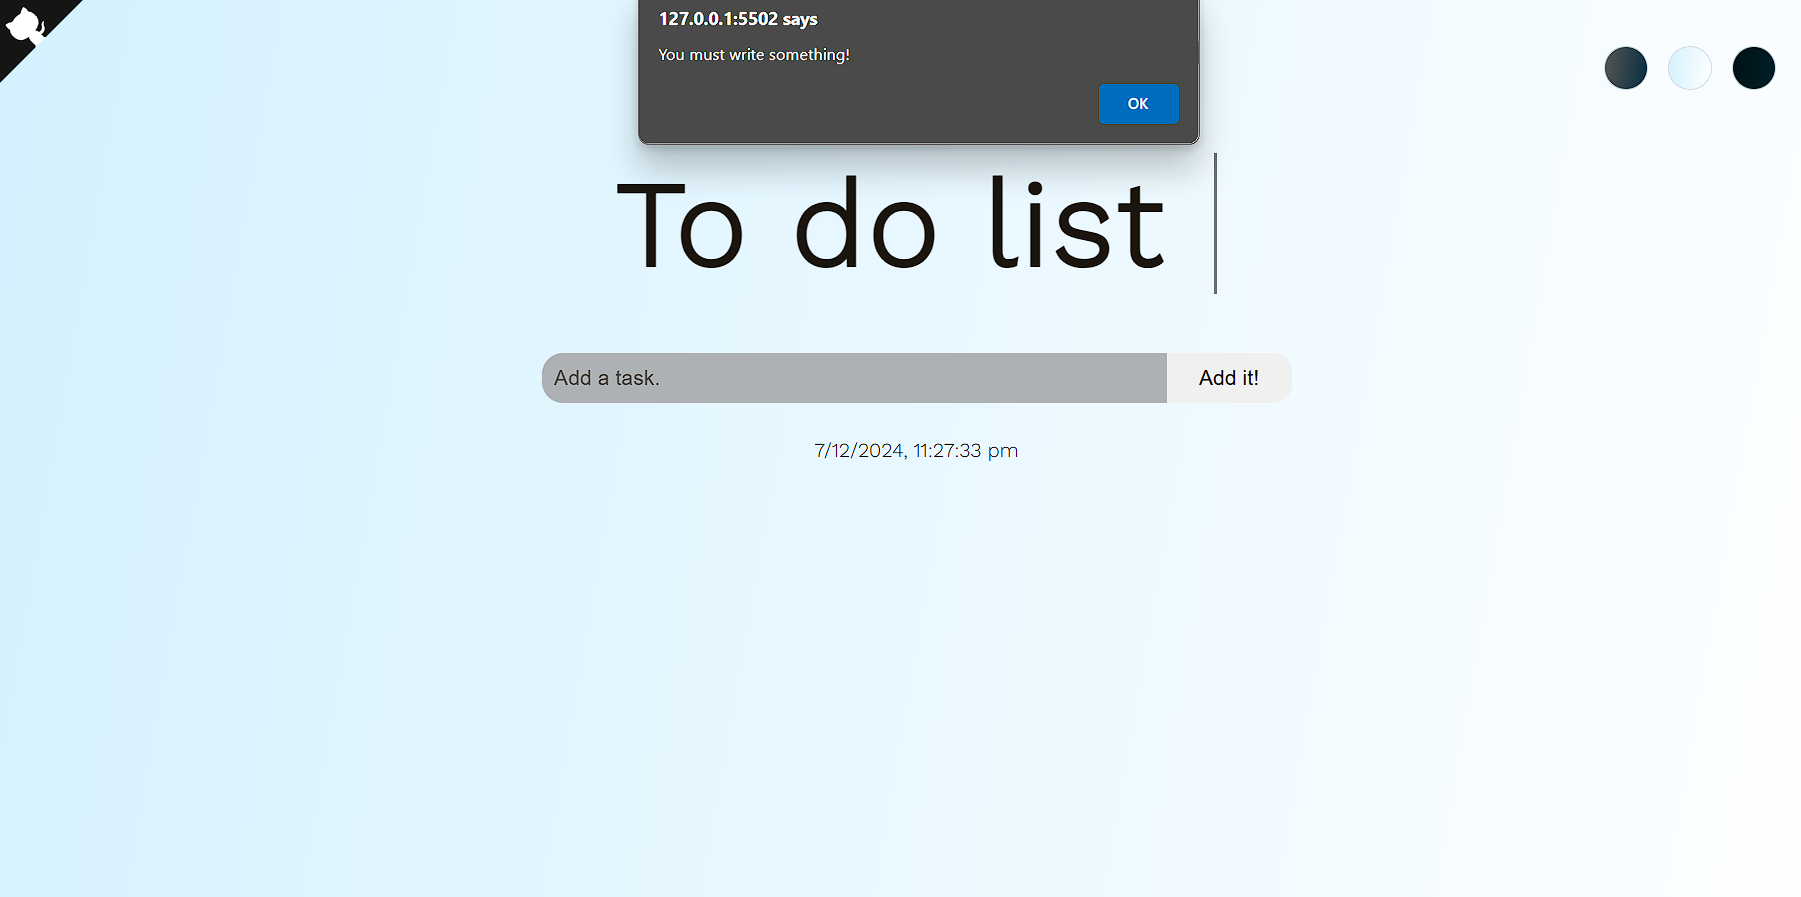 127.0.0.1:5502 says
You must write something!
OK
To do list
Add a task.
Add it!
7/12/2024, 11:27:33 pm